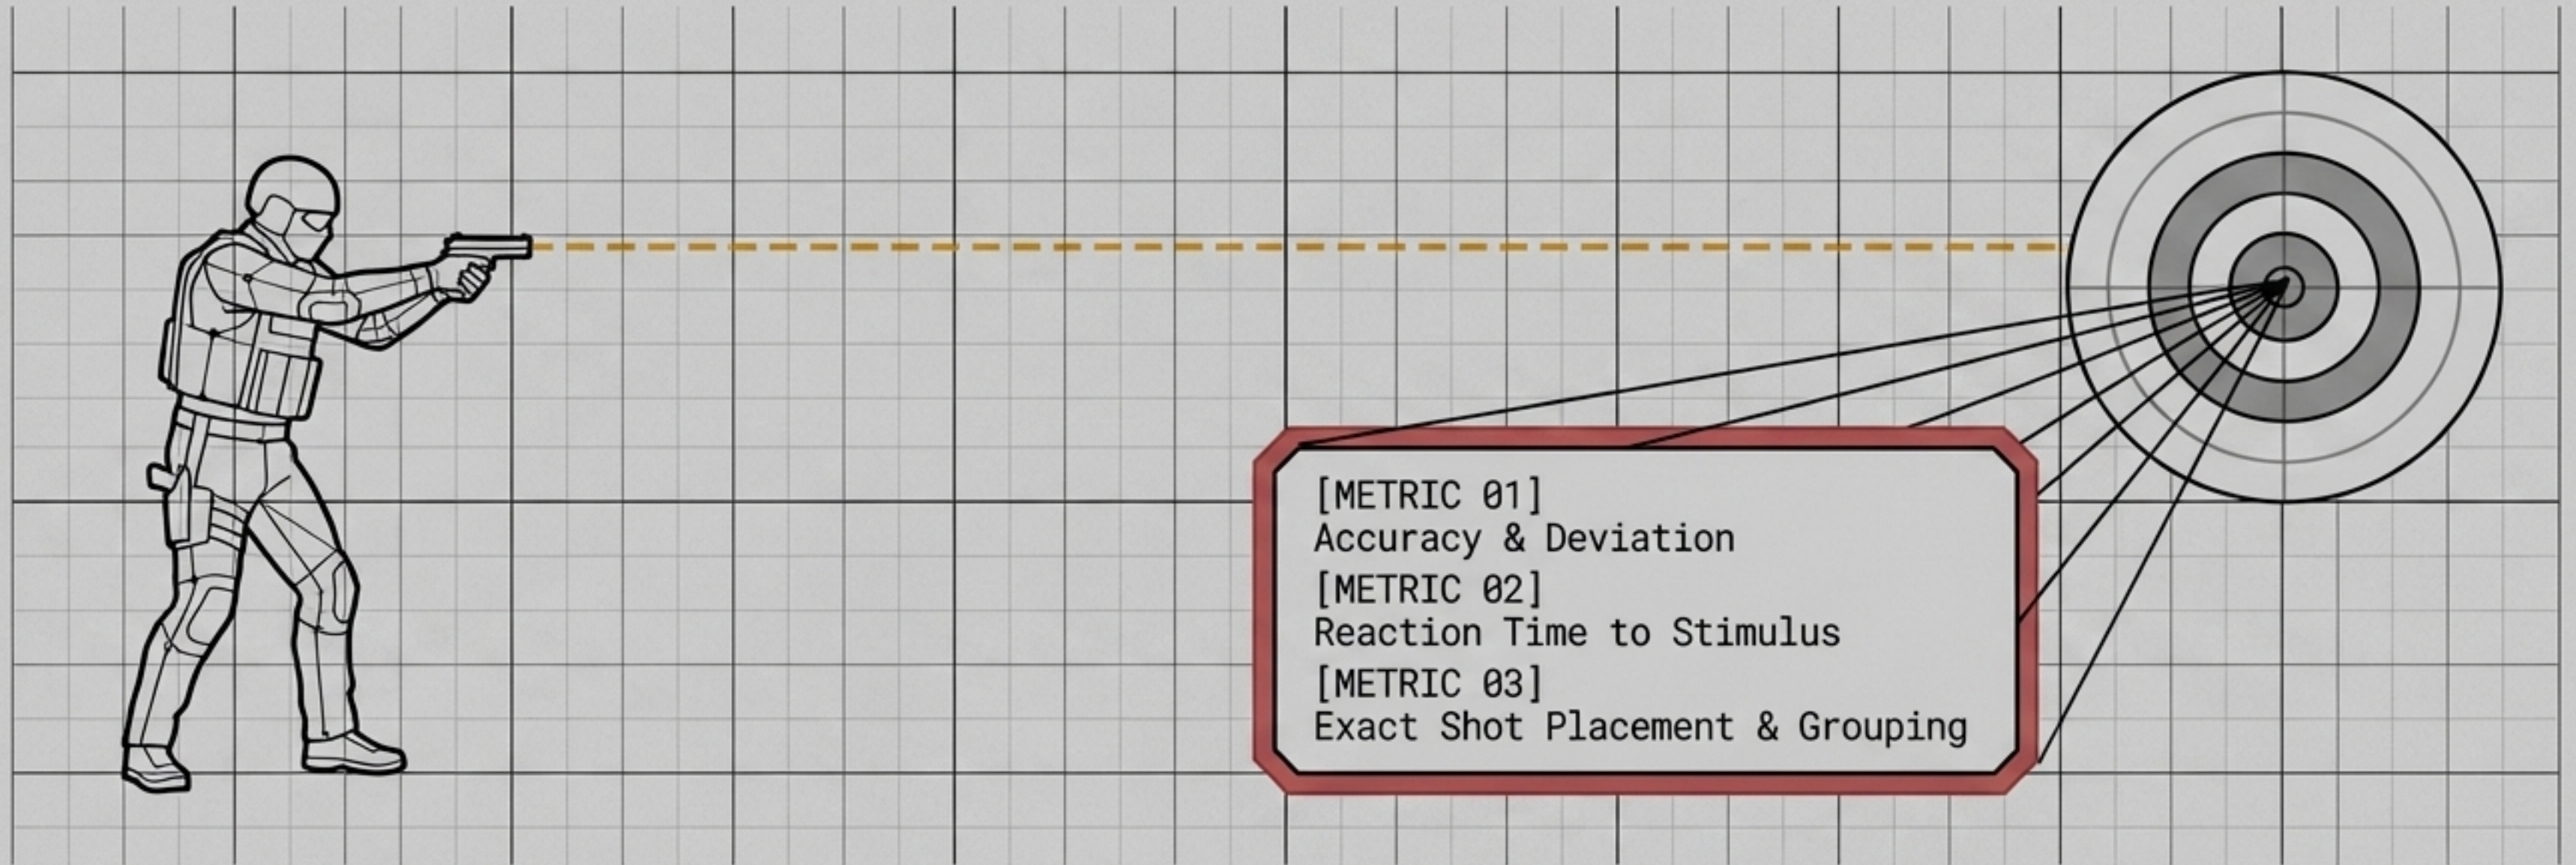 [METRIC 01]
Accuracy & Deviation
[METRIC 02]
Reaction Time to Stimulus
[METRIC 03]
Exact Shot Placement & Grouping